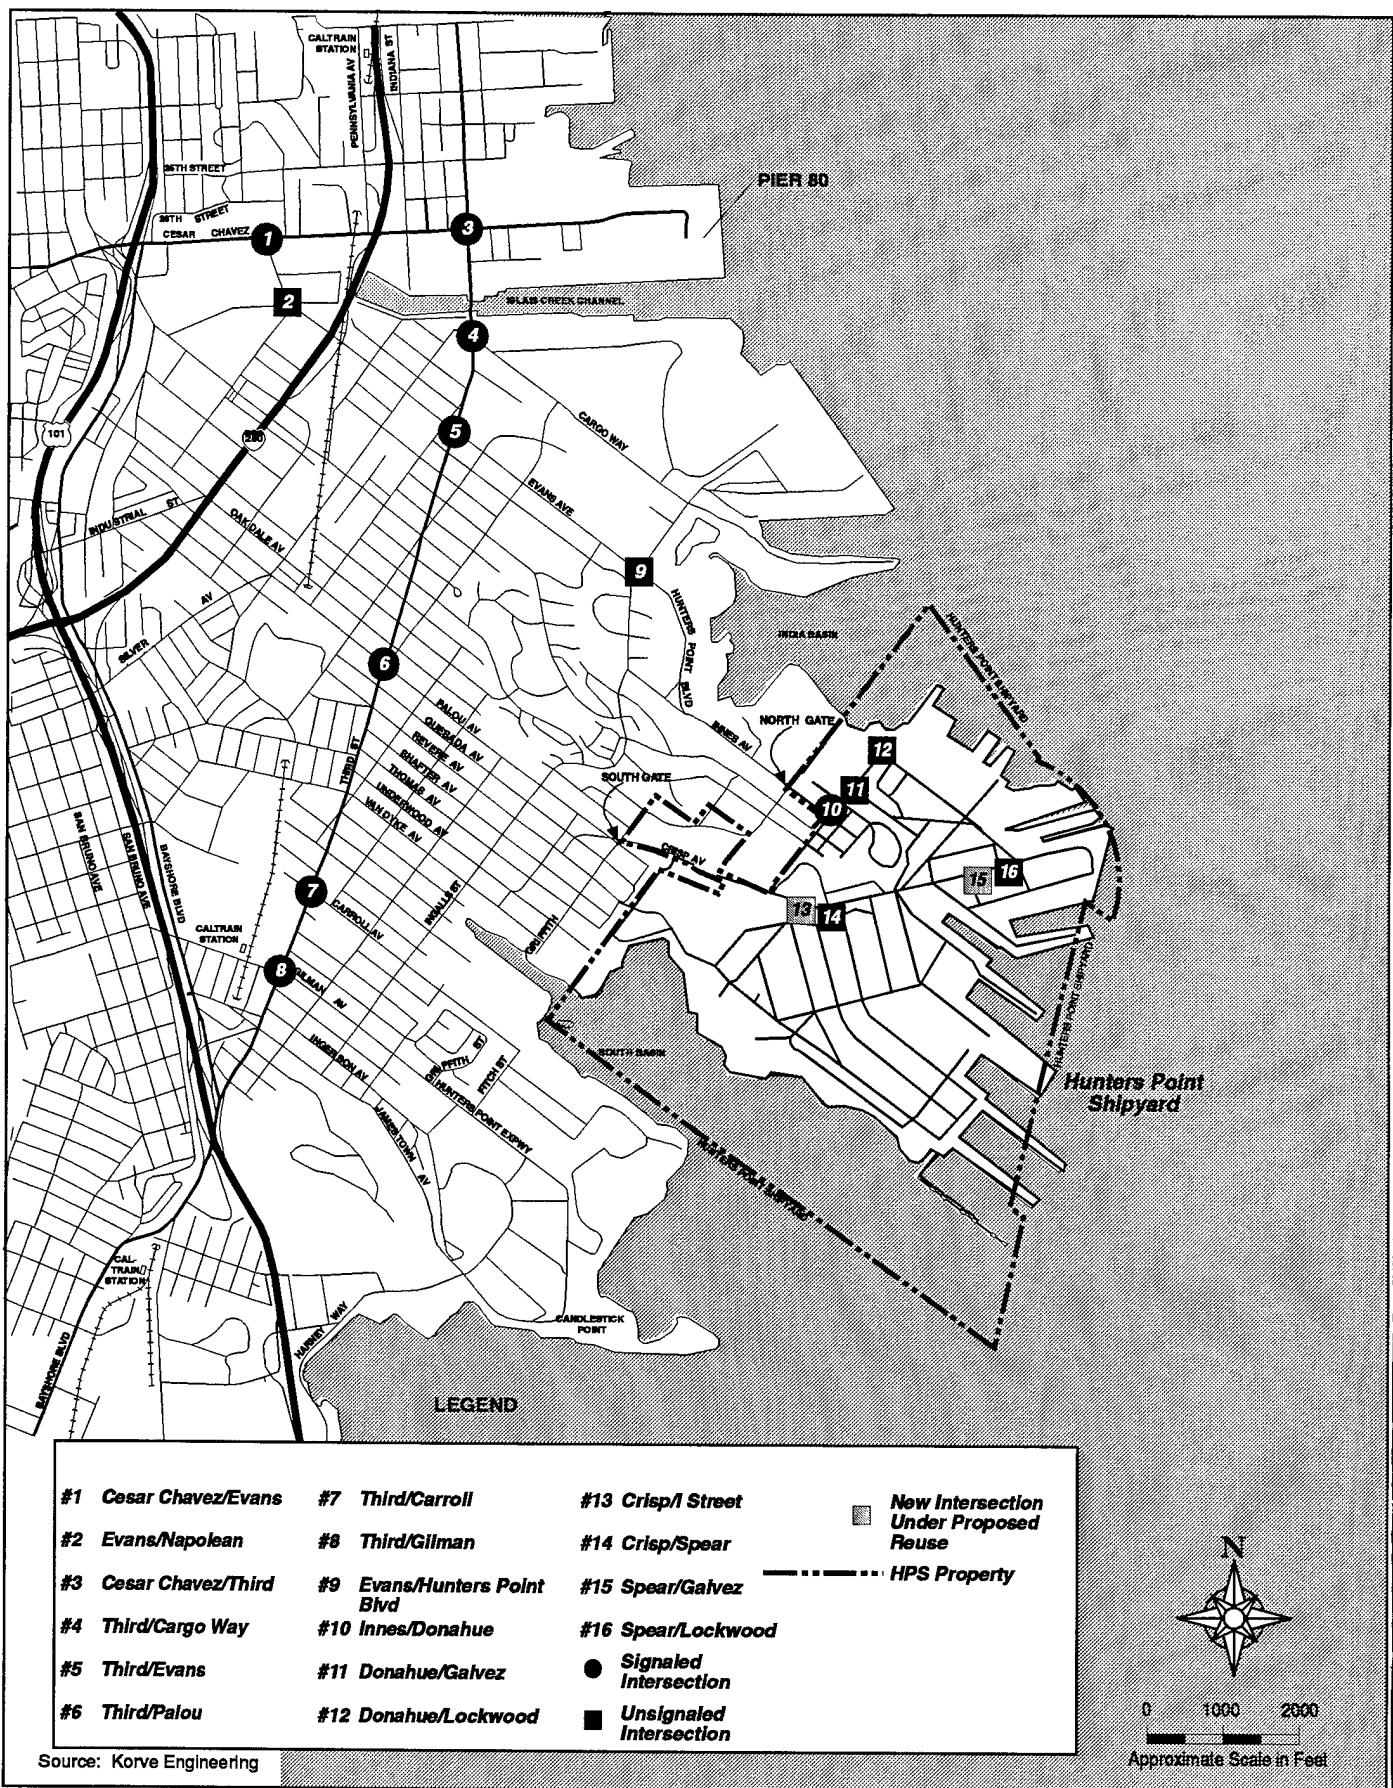 CALTRAIN
STATION
PENNSYLVANIA AV
INDIANA ST
25TH STREET
PIER 80
26TH STREET
CESAR CHAVEZ
1
3
2
ISLAIS CREEK CHANNEL
4
101
280
5
CARGO WAY
EVANS AVE
INDUSTRIAL ST
OAKDALE AV
9
HUNTERS POINT BLVD
SILVER AV
INDIA BASIN
HUNTERS POINT SHIPYARD
6
PALOU AV
QUESADA AV
REVERE AV
SHAFTER AV
THOMAS AV
UNDERWOOD AV
VAN DYKE AV
THIRD ST
INNES AV
NORTH GATE
12
SOUTH GATE
11
10
CRISP AV
SAN BRUNO AVE
SAN BRUNO AVE
BAYSHORE BLVD
7
CARROLL AV
INGALLS ST
GRIFFITH
15
16
13
14
CALTRAIN
STATION
8
GILMAN AV
HUNTERS POINT SHIPYARD
INGERSON AV
GRIFFITH ST
FITCH ST
HUNTERS POINT EXPWY
JAMESTOWN AV
SOUTH BASIN
Hunters Point
Shipyard
HUNTERS POINT SHIPYARD
CAL-
TRAIN
STATION
BAYSHORE BLVD
HARNEY WAY
CANDLESTICK
POINT
LEGEND
#1 Cesar Chavez/Evans
#2 Evans/Napolean
#3 Cesar Chavez/Third
#4 Third/Cargo Way
#5 Third/Evans
#6 Third/Palou
#7 Third/Carroll
#8 Third/Gilman
#9 Evans/Hunters Point
Blvd
#10 Innes/Donahue
#11 Donahue/Galvez
#12 Donahue/Lockwood
#13 Crisp/I Street
#14 Crisp/Spear
#15 Spear/Galvez
#16 Spear/Lockwood
Signaled
Intersection
Unsignaled
Intersection
New Intersection
Under Proposed
Reuse
HPS Property
N
0 1000 2000
Approximate Scale in Feet
Source: Korve Engineering